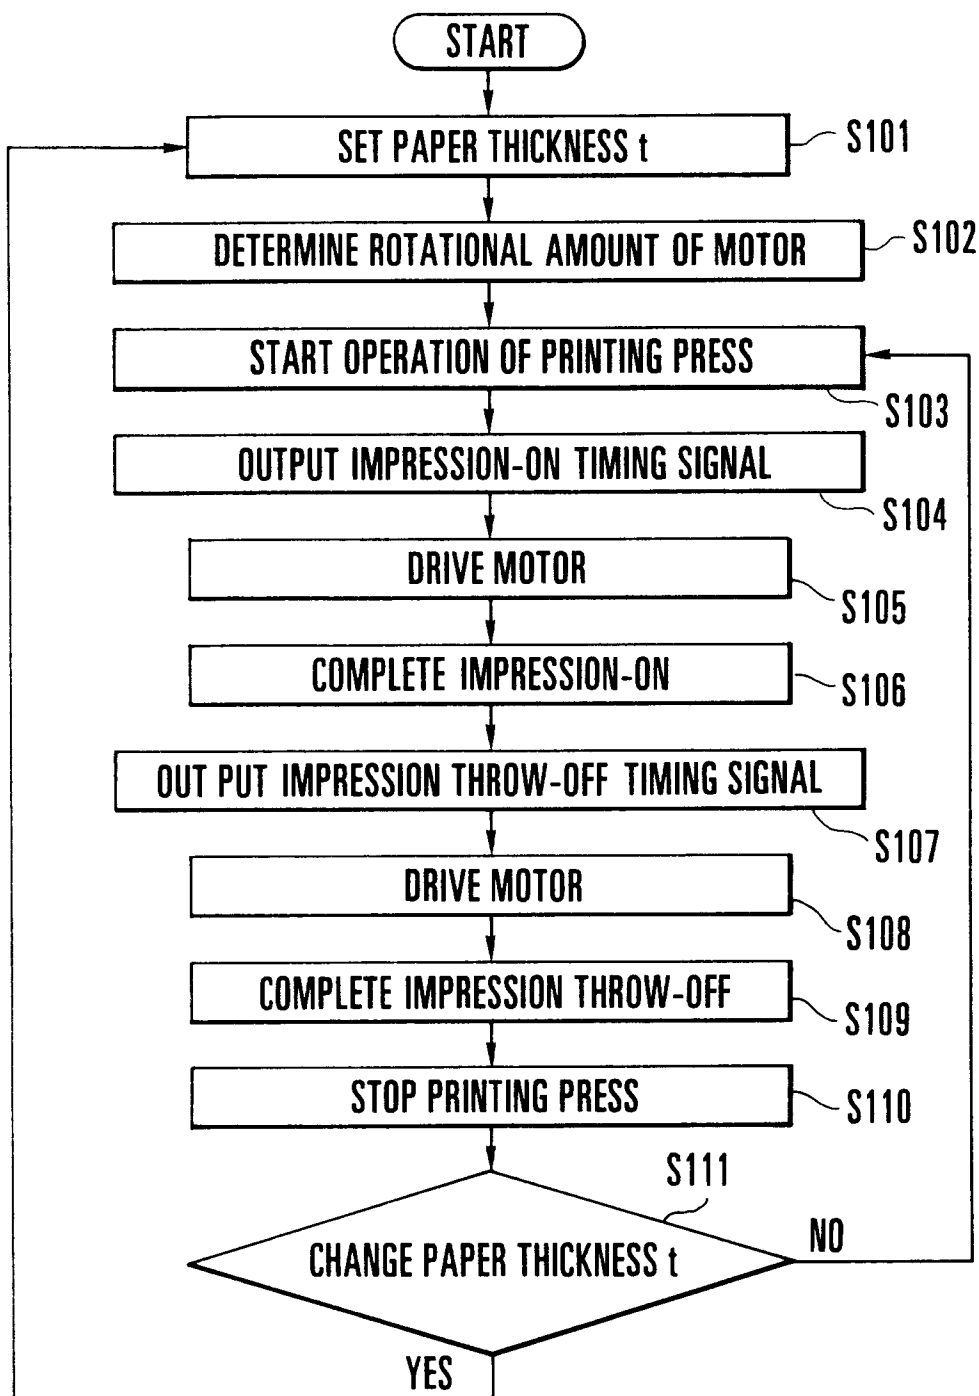 START
SET PAPER THICKNESS t
S101
DETERMINE ROTATIONAL AMOUNT OF MOTOR
S102
START OPERATION OF PRINTING PRESS
S103
OUTPUT IMPRESSION-ON TIMING SIGNAL
S104
DRIVE MOTOR
S105
COMPLETE IMPRESSION-ON
S106
OUT PUT IMPRESSION THROW-OFF TIMING SIGNAL
S107
DRIVE MOTOR
S108
COMPLETE IMPRESSION THROW-OFF
S109
STOP PRINTING PRESS
S110
S111
CHANGE PAPER THICKNESS t
NO
YES